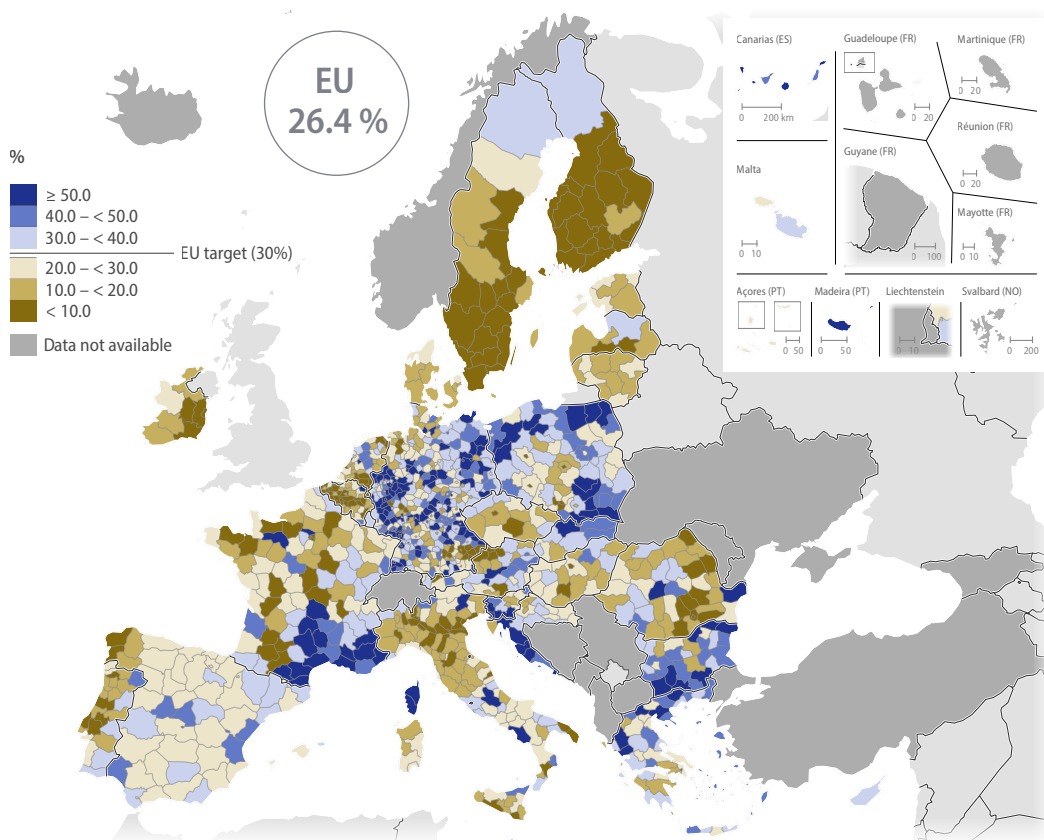 EU
26.4 %
%
≥ 50.0
40.0 – < 50.0
30.0 – < 40.0
EU target (30%)
20.0 – < 30.0
10.0 – < 20.0
< 10.0
Data not available
Canarias (ES)
0 200 km
Guadeloupe (FR)
0 20
Martinique (FR)
0 20
Réunion (FR)
0 20
Malta
0 10
Guyane (FR)
0 100
Mayotte (FR)
0 10
Açores (PT)
0 50
Madeira (PT)
0 50
Liechtenstein
0 10
Svalbard (NO)
0 200